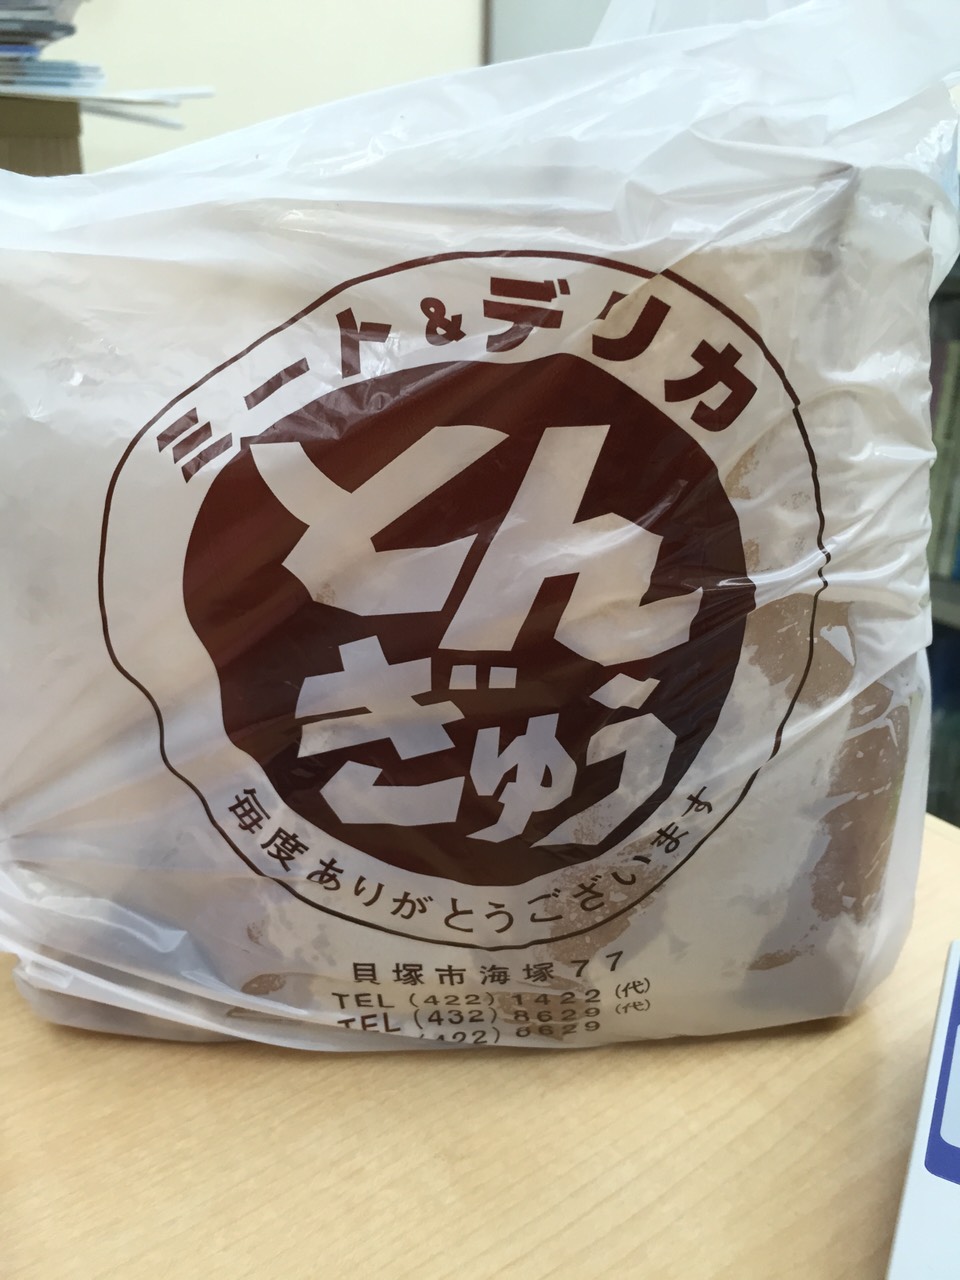 ミート&デリカ
とん
ぎゅう
毎度ありがとうございます
貝塚市海塚77
TEL (422) 1422 (代)
TEL (432) 8629 (代)
(422) 8629